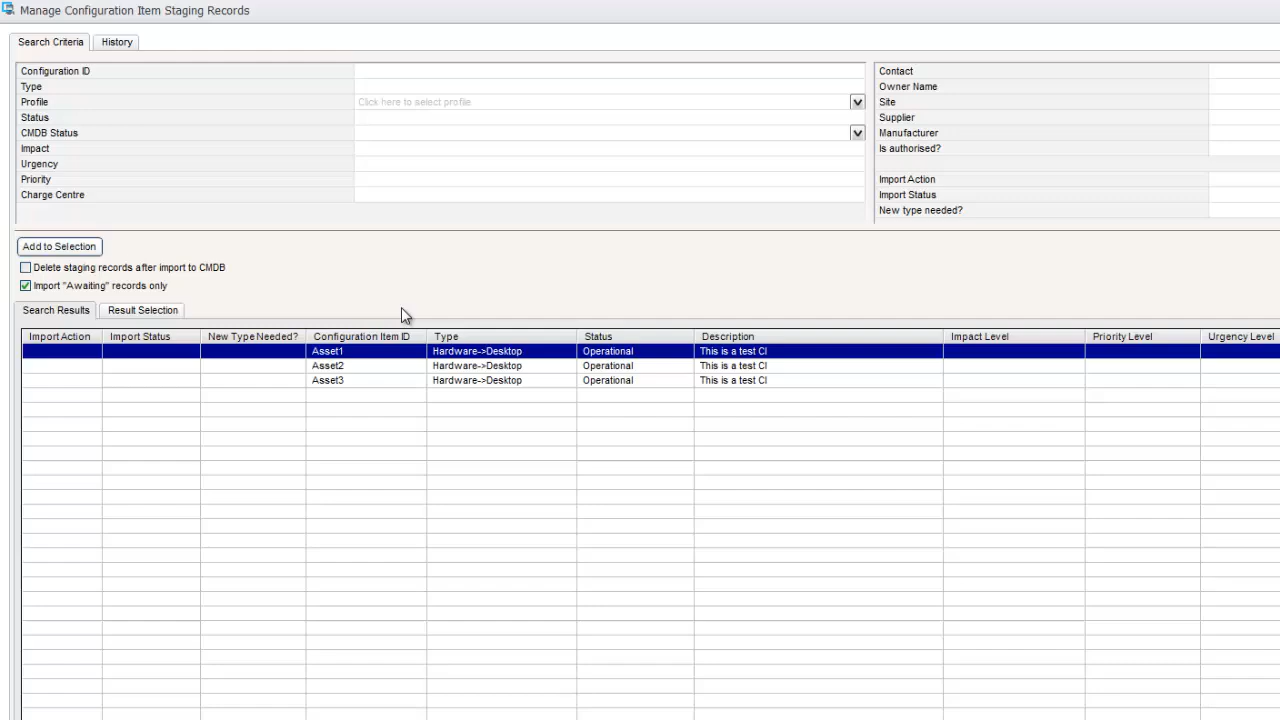 Manage Configuration Item Staging Records
Search Criteria History
Configuration ID
Type
Profile Click here to select profile
Status
CMDB Status
Impact
Urgency
Priority
Charge Centre
Contact
Owner Name
Site
Supplier
Manufacturer
Is authorised?
Import Action
Import Status
New type needed?
Add to Selection
Delete staging records after import to CMDB
Import "Awaiting" records only
Search Results Result Selection
Import Action Import Status New Type Needed? Configuration Item ID Type Status Description Impact Level Priority Level Urgency Level
Asset1 Hardware->Desktop Operational This is a test CI
Asset2 Hardware->Desktop Operational This is a test CI
Asset3 Hardware->Desktop Operational This is a test CI